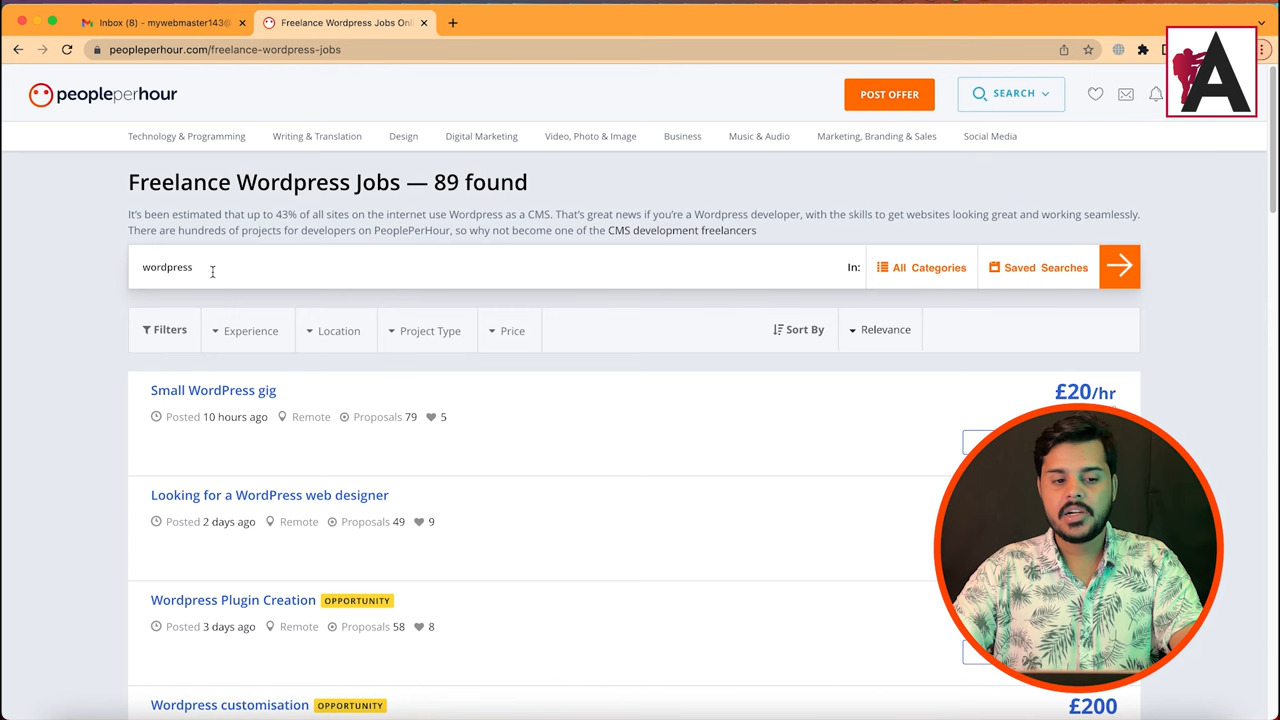 Inbox (8) - mywebmaster143@
Freelance Wordpress Jobs Onl
peopleperhour.com/freelance-wordpress-jobs
peopleperhour
POST OFFER
SEARCH
A
Technology & Programming
Writing & Translation
Design
Digital Marketing
Video, Photo & Image
Business
Music & Audio
Marketing, Branding & Sales
Social Media
Freelance Wordpress Jobs — 89 found
It's been estimated that up to 43% of all sites on the internet use Wordpress as a CMS. That's great news if you're a Wordpress developer, with the skills to get websites looking great and working seamlessly.
There are hundreds of projects for developers on PeoplePerHour, so why not become one of the CMS development freelancers
wordpress
In:
All Categories
Saved Searches
Filters
Experience
Location
Project Type
Price
Sort By
Relevance
Small WordPress gig
£20/hr
Posted 10 hours ago Remote Proposals 79 5
Looking for a WordPress web designer
Posted 2 days ago Remote Proposals 49 9
Wordpress Plugin Creation OPPORTUNITY
Posted 3 days ago Remote Proposals 58 8
Wordpress customisation OPPORTUNITY
£200